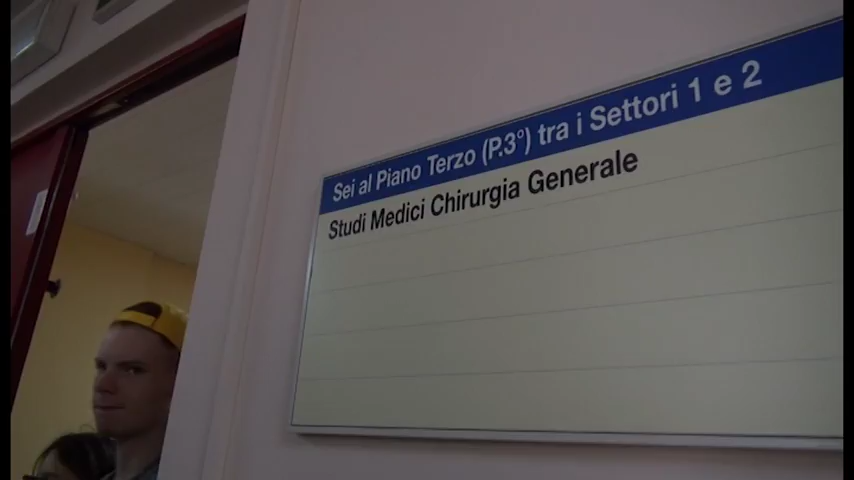 Sei al Piano Terzo (P.3°) tra i Settori 1 e 2
Studi Medici Chirurgia Generale